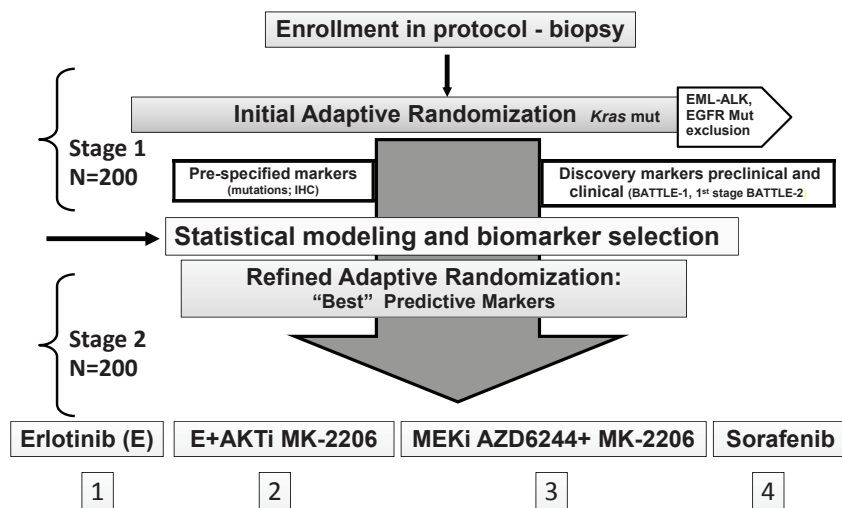 Enrollment in protocol - biopsy
Initial Adaptive Randomization Kras mut
EML-ALK,
EGFR Mut
exclusion
Stage 1
N=200
Pre-specified markers
(mutations; IHC)
Discovery markers preclinical and
clinical (BATTLE-1, 1st stage BATTLE-2)
Statistical modeling and biomarker selection
Refined Adaptive Randomization:
“Best” Predictive Markers
Stage 2
N=200
Erlotinib (E)
E+AKTi MK-2206
MEKi AZD6244+ MK-2206
Sorafenib
1
2
3
4